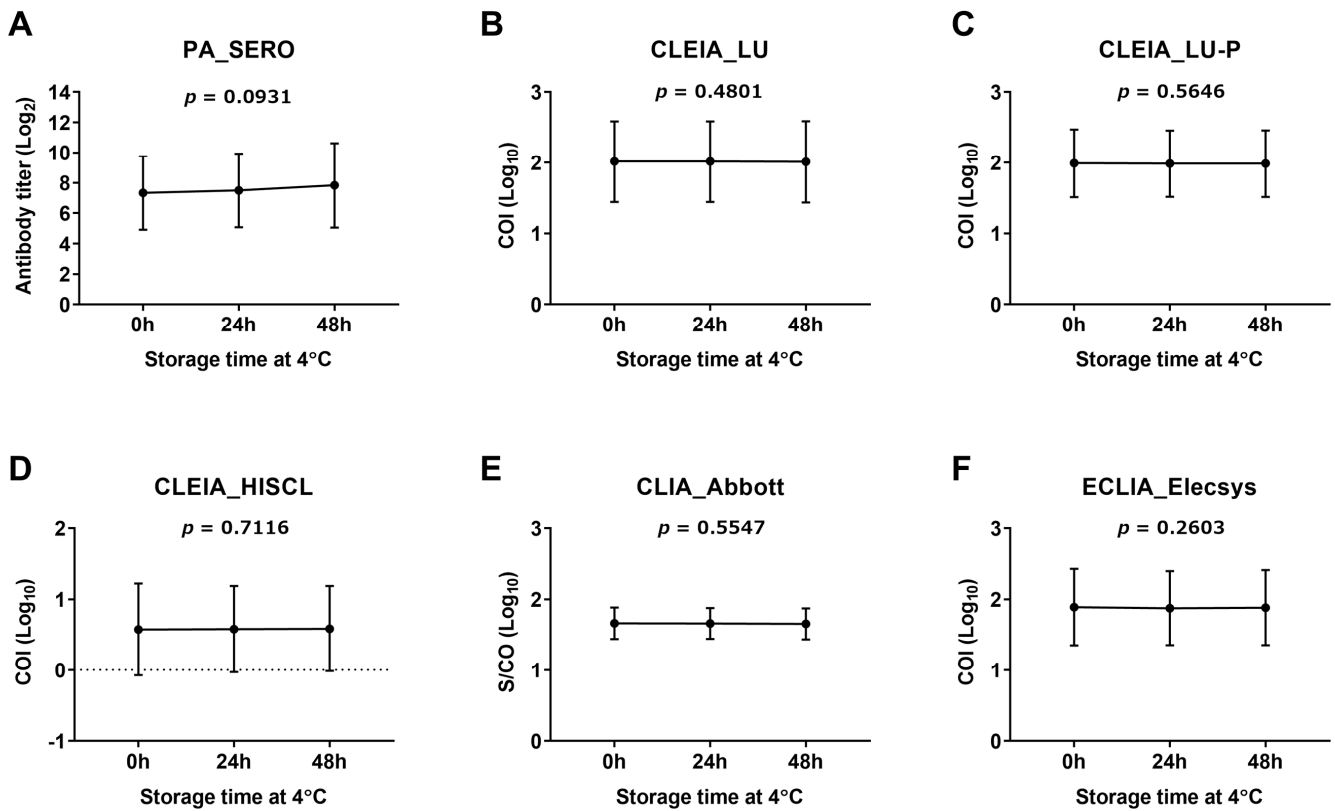 A
PA_SERO
p = 0.0931
Antibody titer (Log2)
14
12
10
8
6
4
2
0
0h 24h 48h
Storage time at 4°C
B
CLEIA_LU
p = 0.4801
COI (Log10)
3
2
1
0
0h 24h 48h
Storage time at 4°C
C
CLEIA_LU-P
p = 0.5646
COI (Log10)
3
2
1
0
0h 24h 48h
Storage time at 4°C
D
CLEIA_HISCL
p = 0.7116
COI (Log10)
2
1
0
-1
0h 24h 48h
Storage time at 4°C
E
CLIA_Abbott
p = 0.5547
S/CO (Log10)
3
2
1
0
0h 24h 48h
Storage time at 4°C
F
ECLIA_Elecsys
p = 0.2603
COI (Log10)
3
2
1
0
0h 24h 48h
Storage time at 4°C